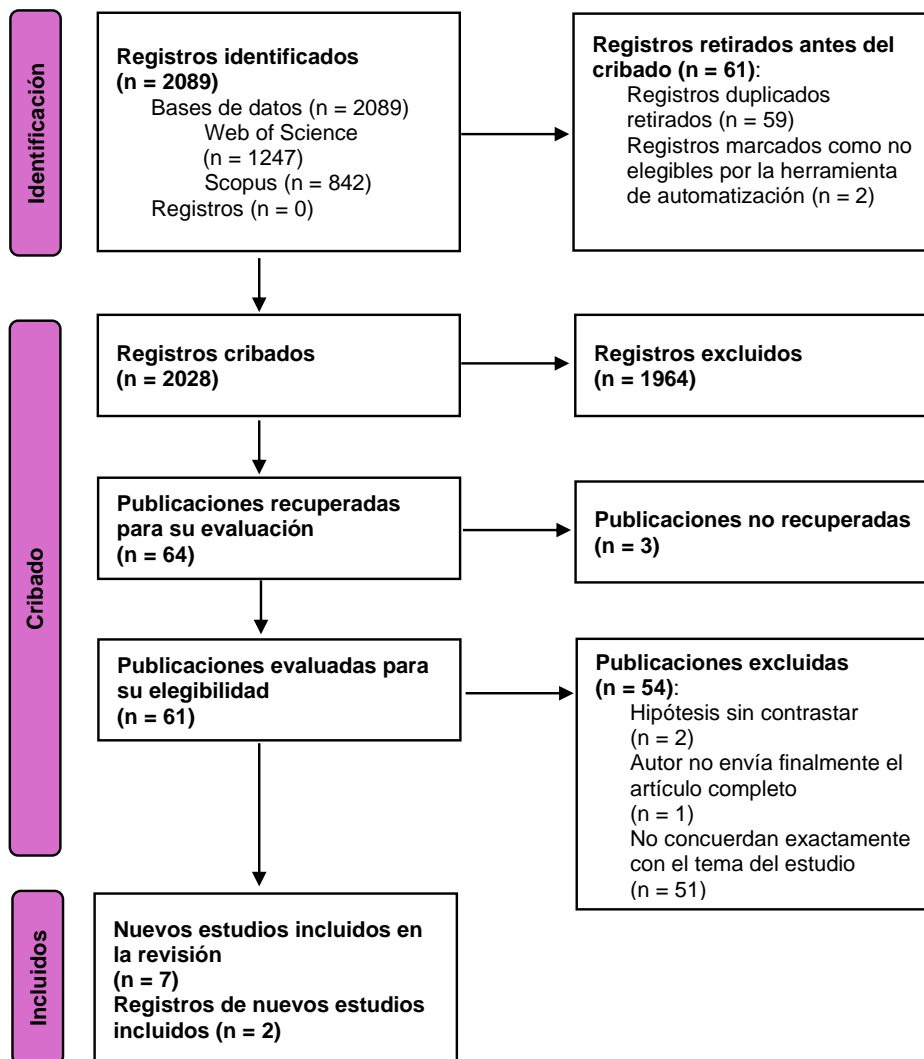 Identificación
Registros identificados
(n = 2089)
Bases de datos (n = 2089)
Web of Science
(n = 1247)
Scopus (n = 842)
Registros (n = 0)
Registros retirados antes del
cribado (n = 61):
Registros duplicados
retirados (n = 59)
Registros marcados como no
elegibles por la herramienta
de automatización (n = 2)
Cribado
Registros cribados
(n = 2028)
Registros excluidos
(n = 1964)
Publicaciones recuperadas
para su evaluación
(n = 64)
Publicaciones no recuperadas
(n = 3)
Publicaciones evaluadas para
su elegibilidad
(n = 61)
Publicaciones excluidas
(n = 54):
Hipótesis sin contrastar
(n = 2)
Autor no envía finalmente el
artículo completo
(n = 1)
No concuerdan exactamente
con el tema del estudio
(n = 51)
Incluidos
Nuevos estudios incluidos en
la revisión
(n = 7)
Registros de nuevos estudios
incluidos (n = 2)